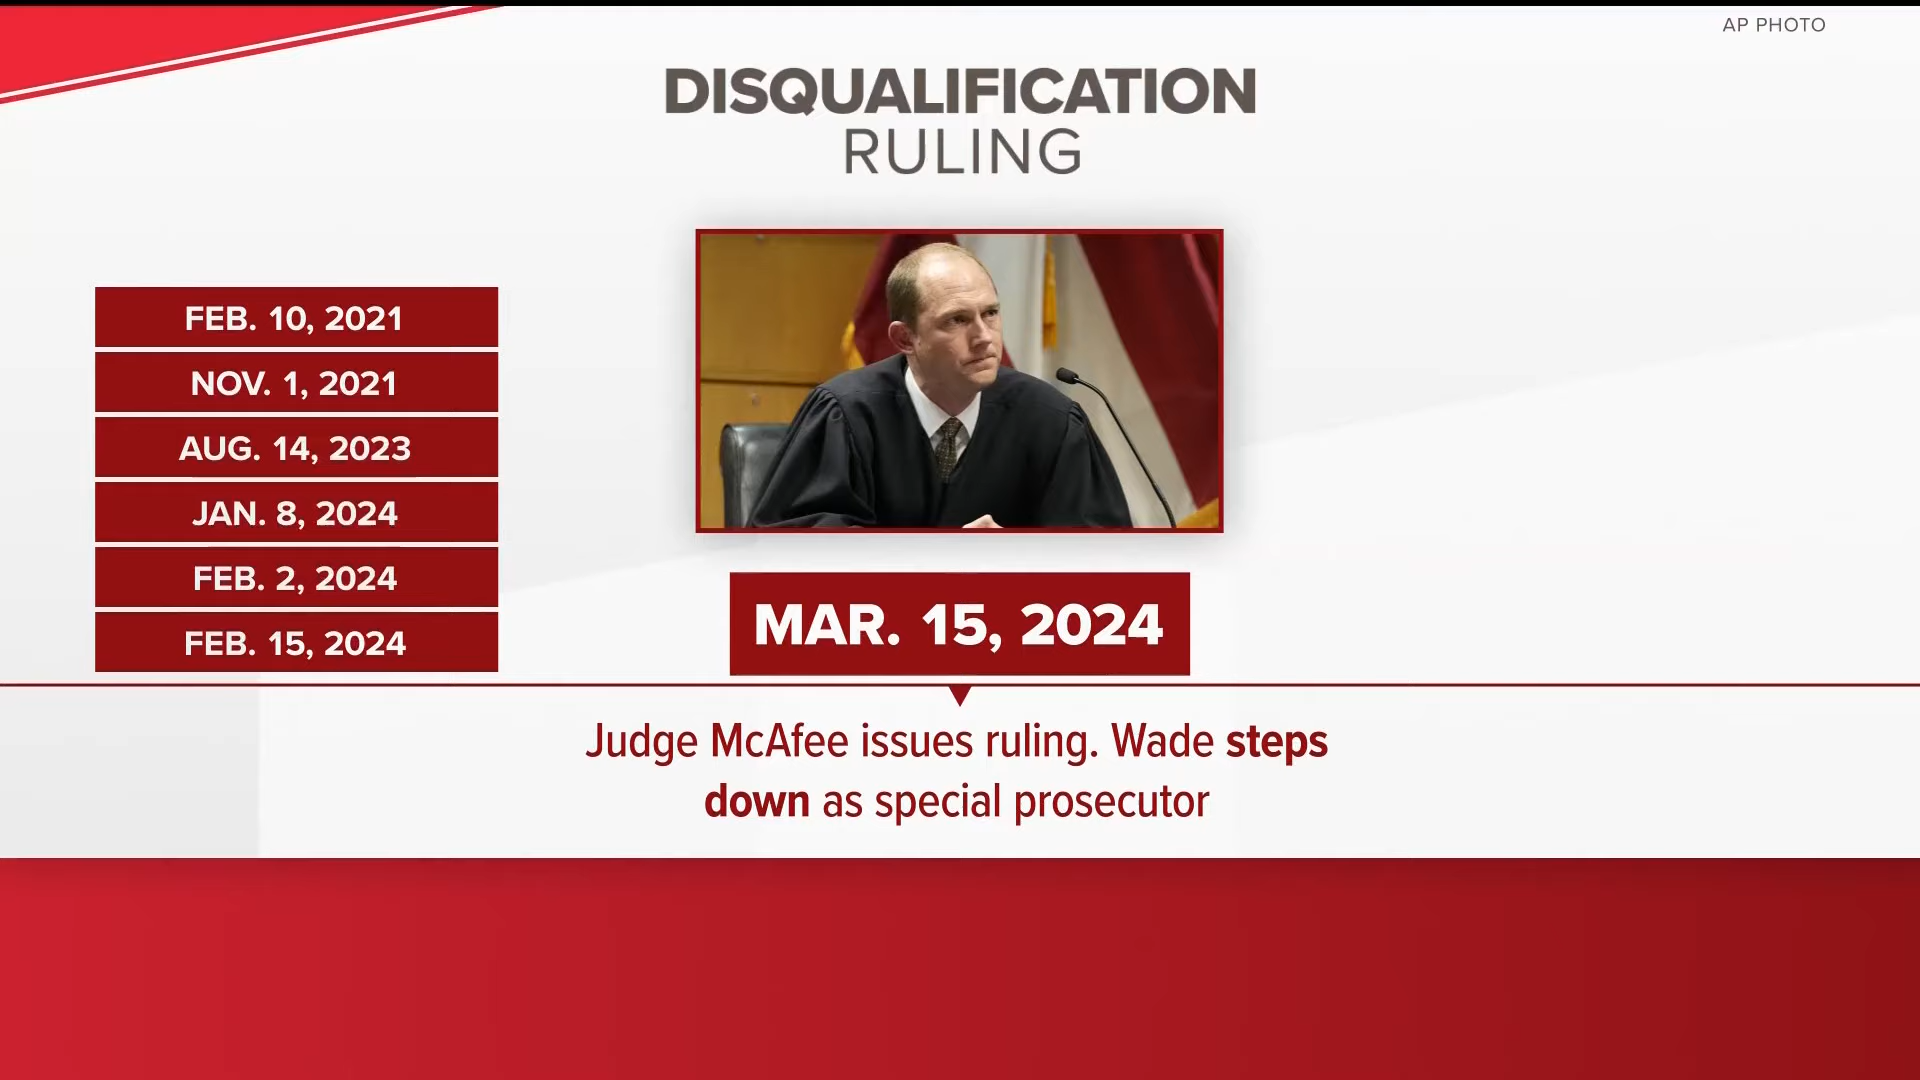 AP PHOTO
DISQUALIFICATION
RULING
FEB. 10, 2021
NOV. 1, 2021
AUG. 14, 2023
JAN. 8, 2024
FEB. 2, 2024
FEB. 15, 2024
MAR. 15, 2024
Judge McAfee issues ruling. Wade steps
down as special prosecutor